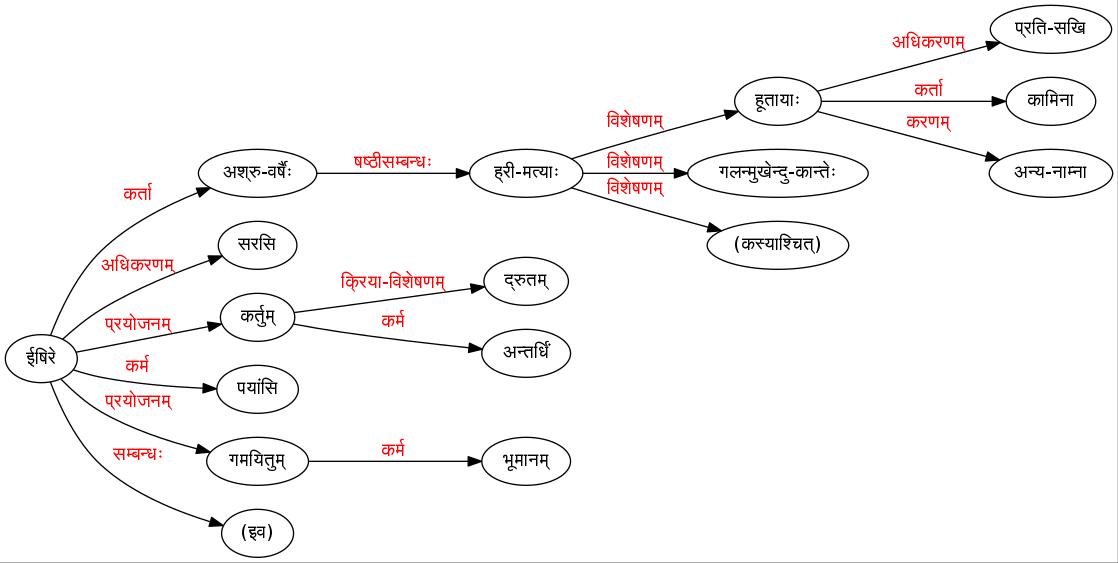 प्रति-सखि
अधिकरणम्
हूतायाः
कर्ता
कामिना
करणम्
विशेषणम्
अश्रु-वर्षैः
षष्ठीसम्बन्धः
ह्री-मत्याः
विशेषणम्
गलन्मुखेन्दु-कान्तेः
अन्य-नाम्ना
विशेषणम्
कर्ता
सरसि
(कस्याश्चित्)
अधिकरणम्
क्रिया-विशेषणम्
द्रुतम्
प्रयोजनम्
कर्तुम्
कर्म
ईषिरे
अन्तर्धिं
कर्म
पयांसि
प्रयोजनम्
सम्बन्धः
गमयितुम्
कर्म
भूमानम्
(इव)